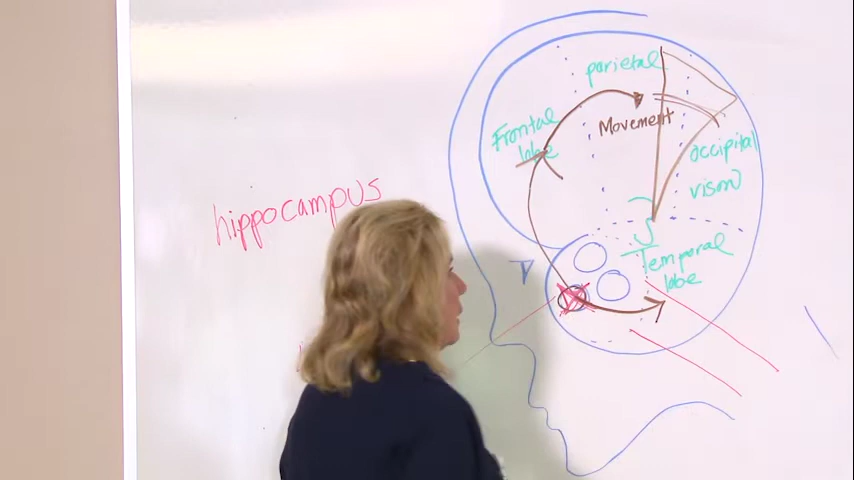 parietal
Frontal
lobe
Movement
occipital
vision
hippocampus
Temporal
lobe